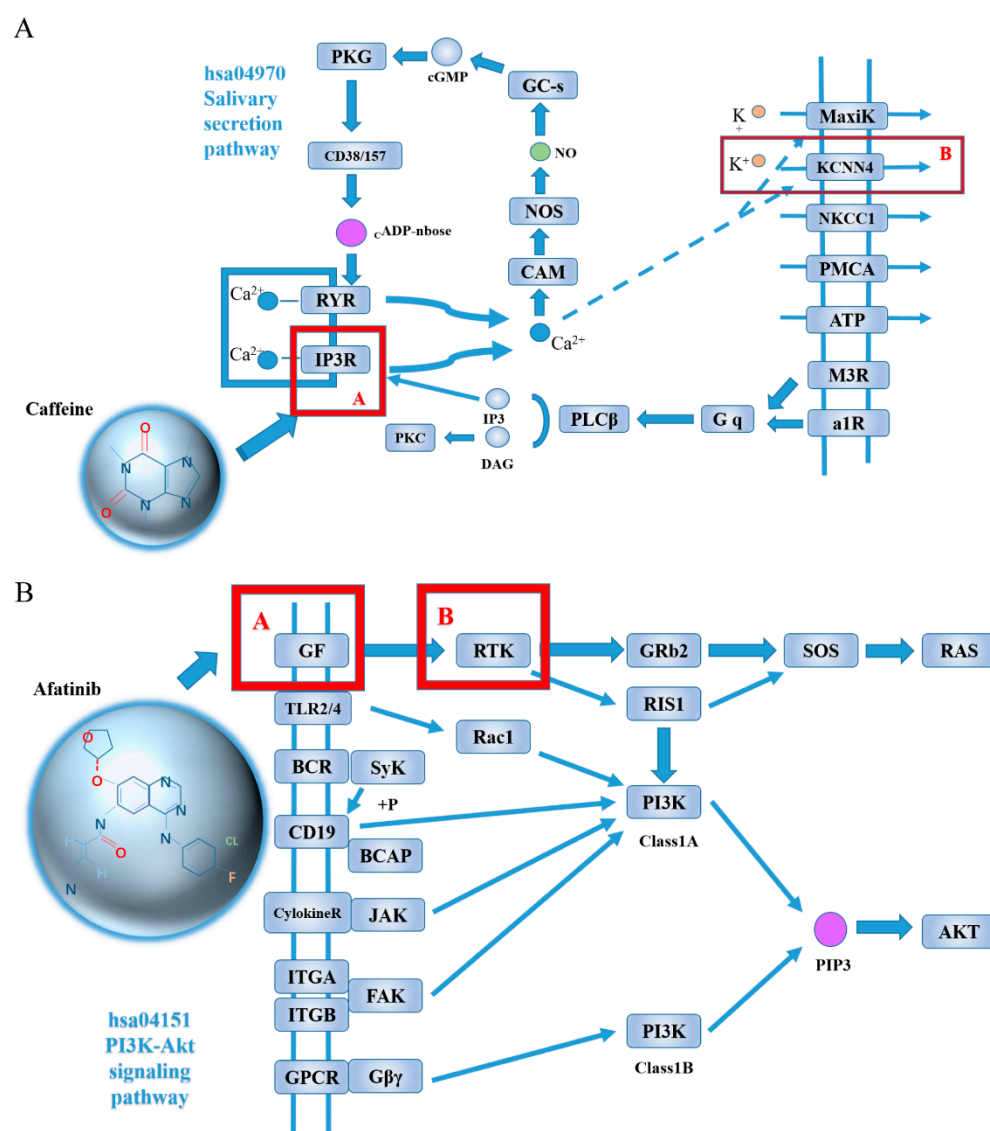 A
hsa04970
Salivary
secretion
pathway
PKG
cGMP
GC-s
CD38/157
NO
NOS
cADP-nbose
CAM
Ca2+
RYR
Ca2+
IP3R
A
Ca2+
K
+
MaxiK
B
K+
KCNN4
NKCC1
PMCA
ATP
M3R
a1R
G q
PLCβ
IP3
DAG
PKC
Caffeine
O
N
N
O
N
N
B
A
GF
B
RTK
GRb2
SOS
RAS
Afatinib
TLR2/4
RIS1
Rac1
BCR
SyK
+P
PI3K
Class1A
CD19
BCAP
CylokineR
JAK
ITGA
FAK
ITGB
PIP3
AKT
PI3K
Class1B
GPCR
Gβγ
O
O
N
N
N
N
H
O
H
N
CL
F
hsa04151
PI3K-Akt
signaling
pathway